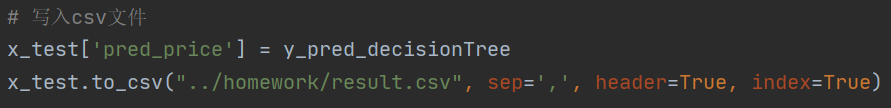 # 写入csv文件
x_test['pred_price'] = y_pred_decisionTree
x_test.to_csv("../homework/result.csv", sep=',', header=True, index=True)